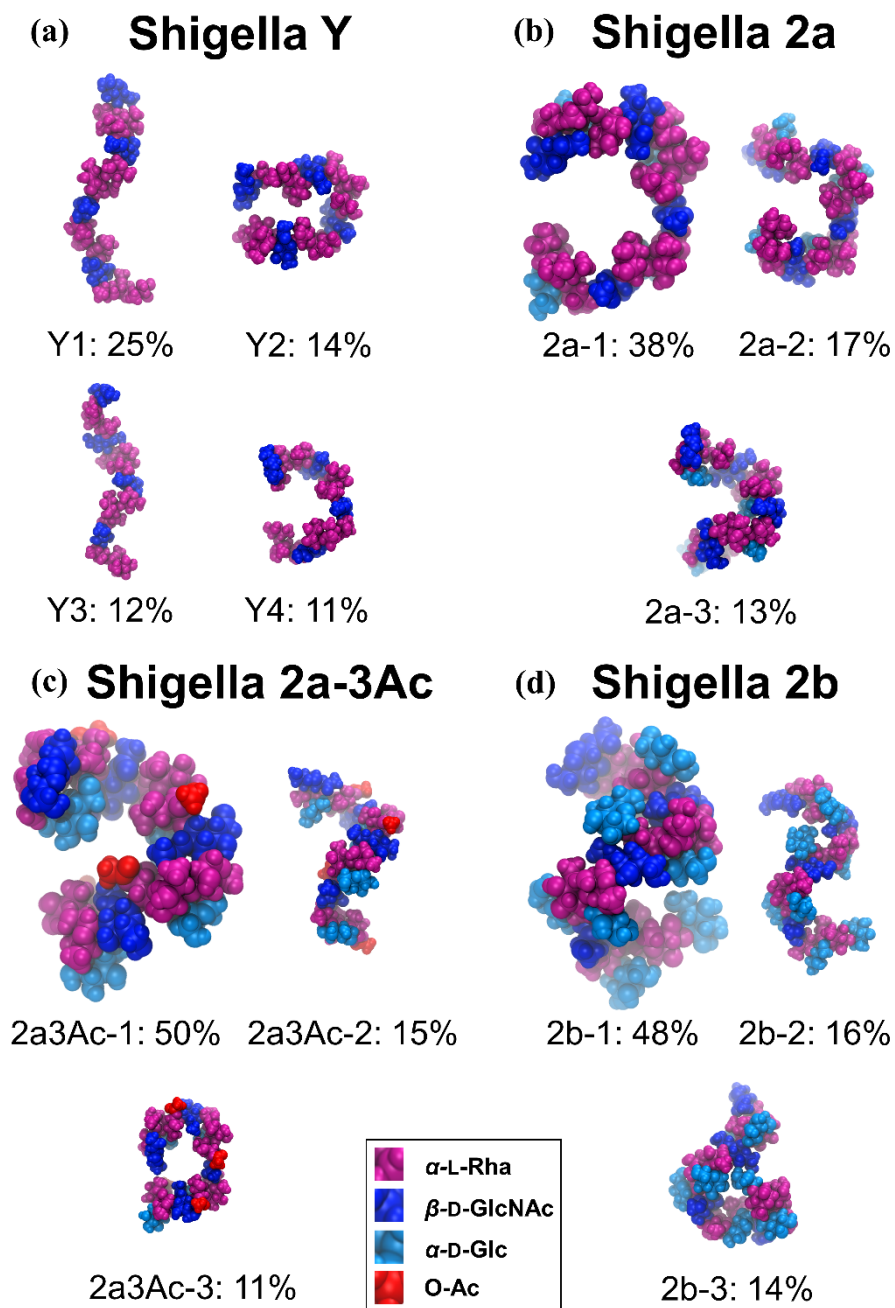 (a) Shigella Y
(b) Shigella 2a
Y1: 25% Y2: 14%
2a-1: 38% 2a-2: 17%
Y3: 12% Y4: 11%
2a-3: 13%
(c) Shigella 2a-3Ac
(d) Shigella 2b
2a3Ac-1: 50% 2a3Ac-2: 15%
2b-1: 48% 2b-2: 16%
α-L-Rha
β-D-GlcNAc
α-D-Glc
O-Ac
2a3Ac-3: 11%
2b-3: 14%